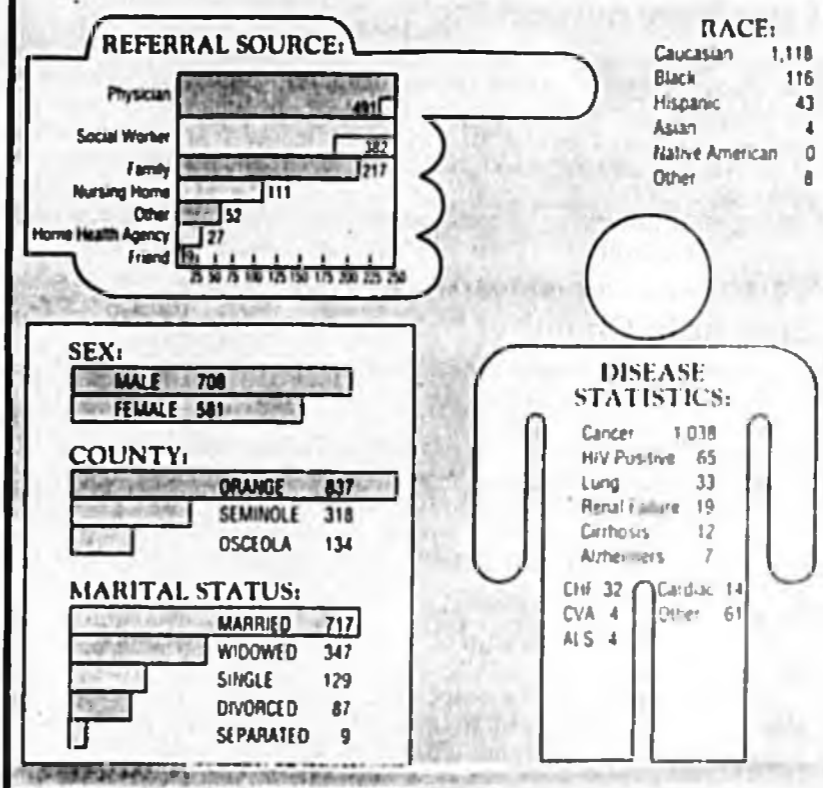 REFERRAL SOURCE:
Physician 491
Social Worker 382
Family 217
Nursing Home 111
Other 52
Home Health Agency 27
Friend
25 50 75 100 125 150 175 200 225 250
RACE:
Caucasian 1,118
Black 116
Hispanic 43
Asian 4
Native American 0
Other 8
SEX:
MALE 708
FEMALE 581
COUNTY:
ORANGE 837
SEMINOLE 318
OSCEOLA 134
MARITAL STATUS:
MARRIED 717
WIDOWED 347
SINGLE 129
DIVORCED 87
SEPARATED 9
DISEASE
STATISTICS:
Cancer 1,038
HIV Positive 65
Lung 33
Renal Failure 19
Cirrhosis 12
Alzheimers 7
CHF 32 Cardiac 14
CVA 4 Other 61
ALS 4